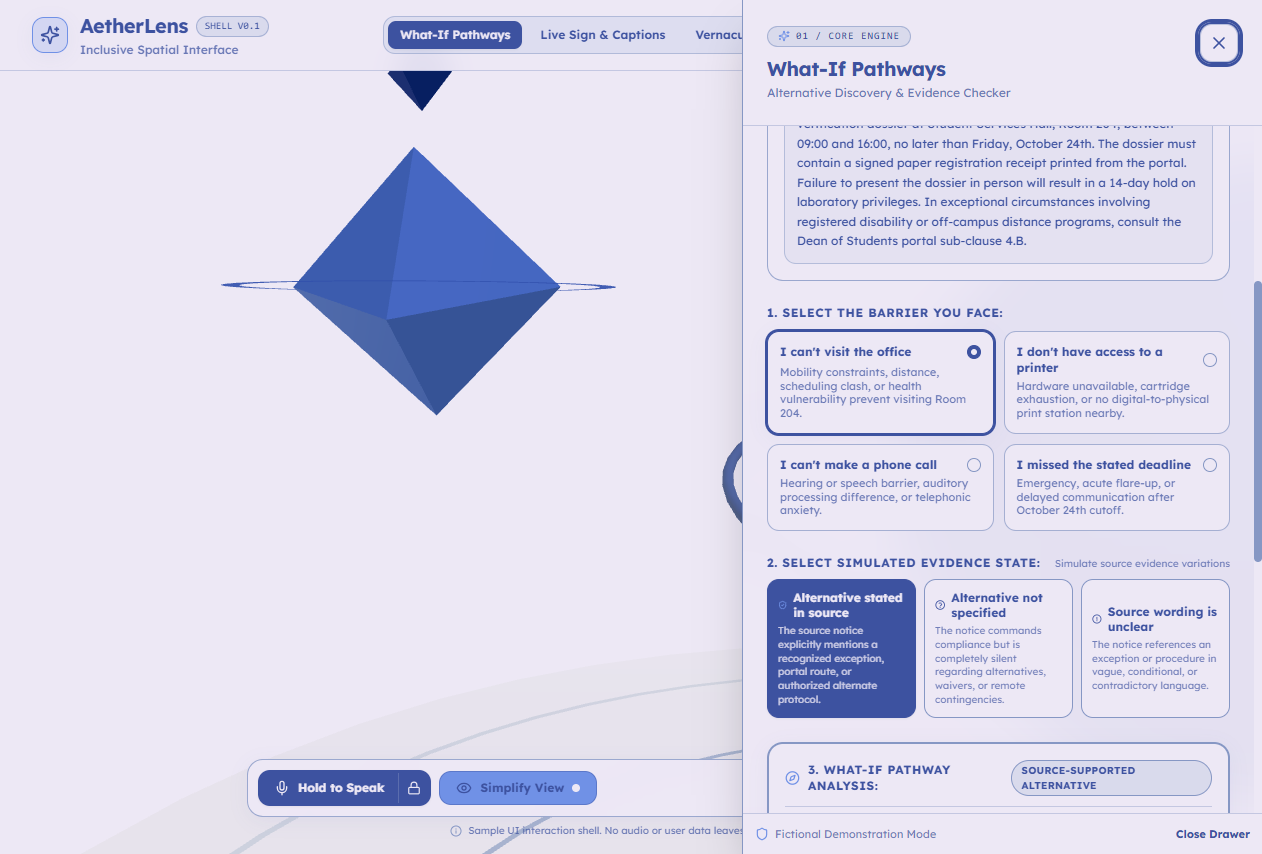 AetherLens SHELL V0.1
Inclusive Spatial Interface
What-If Pathways Live Sign & Captions
01 / CORE ENGINE
What-If Pathways
Alternative Discovery & Evidence Checker
09:00 and 16:00, no later than Friday, October 24th. The dossier must
contain a signed paper registration receipt printed from the portal.
Failure to present the dossier in person will result in a 14-day hold on
laboratory privileges. In exceptional circumstances involving
registered disability or off-campus distance programs, consult the
Dean of Students portal sub-clause 4.B.
1. SELECT THE BARRIER YOU FACE:
I can't visit the office
Mobility constraints, distance,
scheduling clash, or health
vulnerability prevent visiting Room
204.
I don't have access to a
printer
Hardware unavailable, cartridge
exhaustion, or no digital-to-physical
print station nearby.
I can't make a phone call
Hearing or speech barrier, auditory
processing difference, or telephonic
anxiety.
I missed the stated deadline
Emergency, acute flare-up, or
delayed communication after
October 24th cutoff.
2. SELECT SIMULATED EVIDENCE STATE: Simulate source evidence variations
Alternative stated
in source
The source notice
explicitly mentions a
recognized exception,
portal route, or
authorized alternate
protocol.
Alternative not
specified
The notice commands
compliance but is
completely silent
regarding alternatives,
waivers, or remote
contingencies.
Source wording is
unclear
The notice references an
exception or procedure in
vague, conditional, or
contradictory language.
3. WHAT-IF PATHWAY
ANALYSIS:
SOURCE-SUPPORTED
ALTERNATIVE
Hold to Speak
Simplify View
Sample UI interaction shell. No audio or user data leaves
Fictional Demonstration Mode
Close Drawer